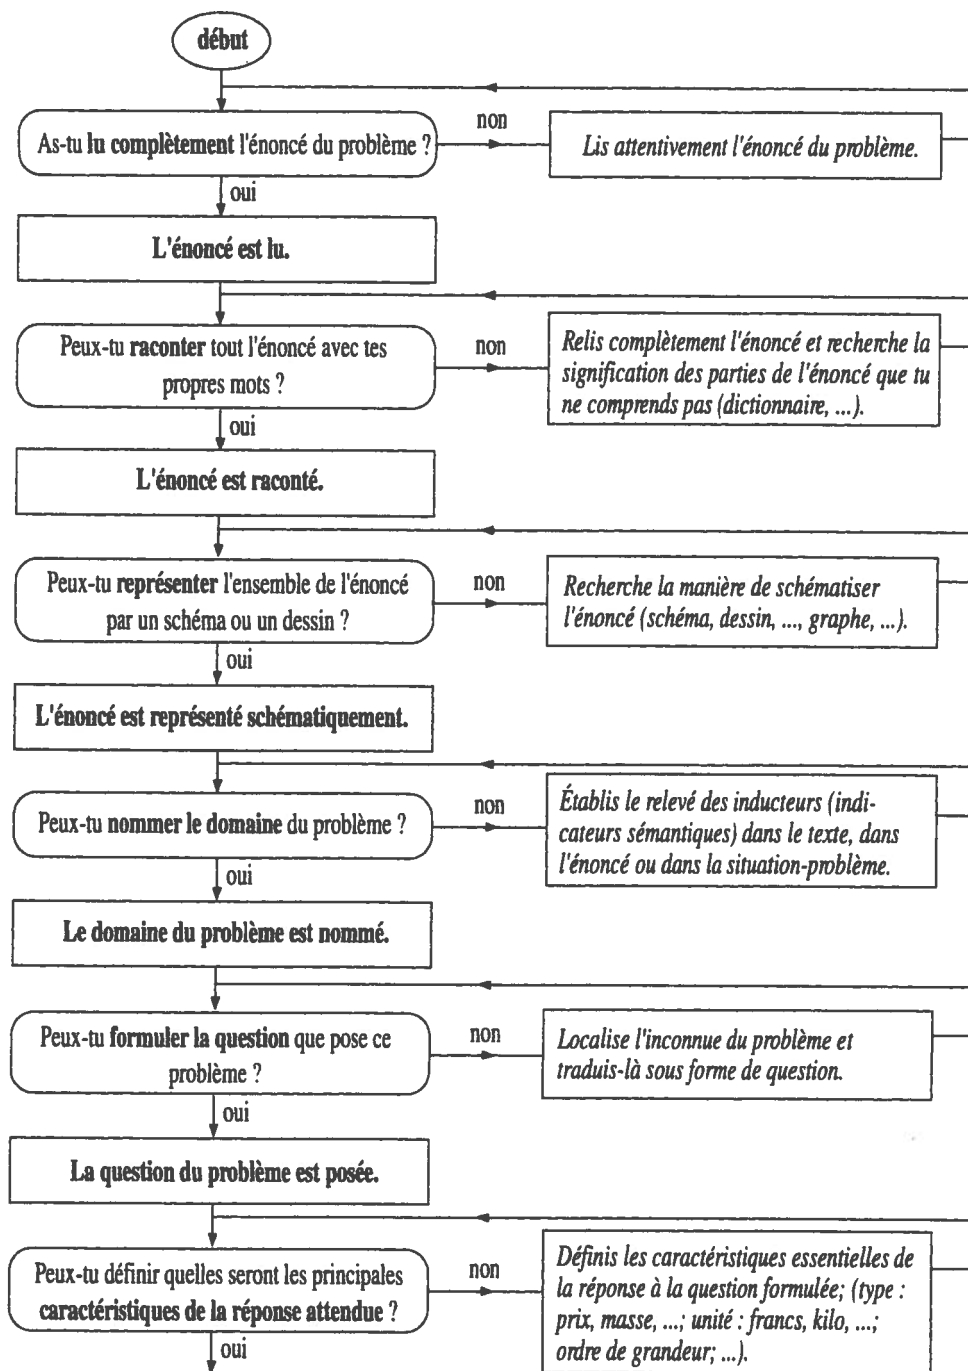 début
As-tu lu complètement l'énoncé du problème ?
non
Lis attentivement l'énoncé du problème.
oui
L'énoncé est lu.
Peux-tu raconter tout l'énoncé avec tes
propres mots ?
non
Relis complètement l'énoncé et recherche la
signification des parties de l'énoncé que tu
ne comprends pas (dictionnaire, ...).
oui
L'énoncé est raconté.
Peux-tu représenter l'ensemble de l'énoncé
par un schéma ou un dessin ?
non
Recherche la manière de schématiser
l'énoncé (schéma, dessin, ..., graphe, ...).
oui
L'énoncé est représenté schématiquement.
Peux-tu nommer le domaine du problème ?
non
Établis le relevé des inducteurs (indi-
cateurs sémantiques) dans le texte, dans
l'énoncé ou dans la situation-problème.
oui
Le domaine du problème est nommé.
Peux-tu formuler la question que pose ce
problème ?
non
Localise l'inconnue du problème et
traduis-là sous forme de question.
oui
La question du problème est posée.
Peux-tu définir quelles seront les principales
caractéristiques de la réponse attendue ?
non
Définis les caractéristiques essentielles de
la réponse à la question formulée; (type :
prix, masse, ...; unité : francs, kilo, ...;
ordre de grandeur; ...).
oui